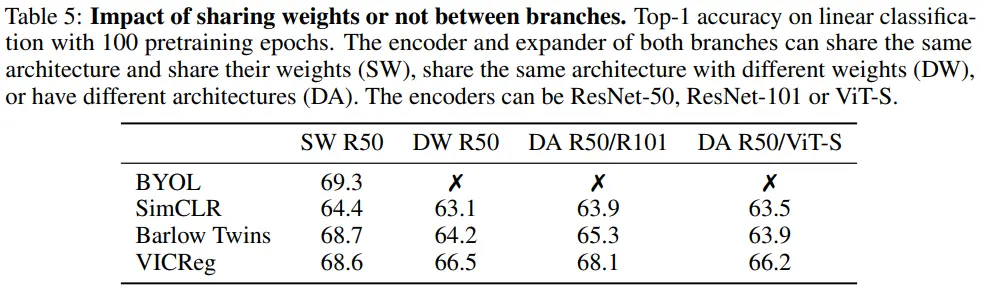 Table 5: Impact of sharing weights or not between branches. Top-1 accuracy on linear classifica-
tion with 100 pretraining epochs. The encoder and expander of both branches can share the same
architecture and share their weights (SW), share the same architecture with different weights (DW),
or have different architectures (DA). The encoders can be ResNet-50, ResNet-101 or ViT-S.
SW R50 DW R50 DA R50/R101 DA R50/ViT-S
BYOL 69.3 ✗ ✗ ✗
SimCLR 64.4 63.1 63.9 63.5
Barlow Twins 68.7 64.2 65.3 63.9
VICReg 68.6 66.5 68.1 66.2